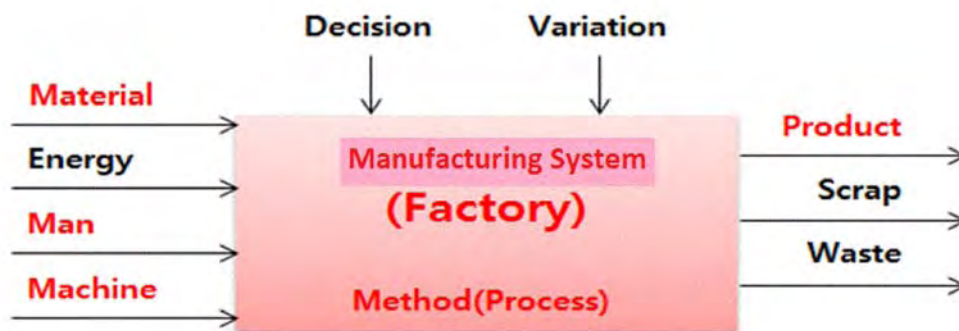 Decision
Variation
Material
Energy
Man
Machine
Manufacturing System
(Factory)
Method(Process)
Product
Scrap
Waste